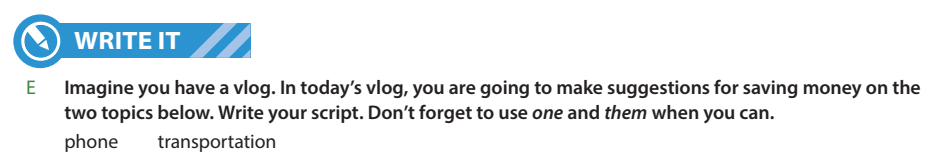 WRITE IT
E Imagine you have a vlog. In today's vlog, you are going to make suggestions for saving money on the
two topics below. Write your script. Don't forget to use one and them when you can.
phone transportation